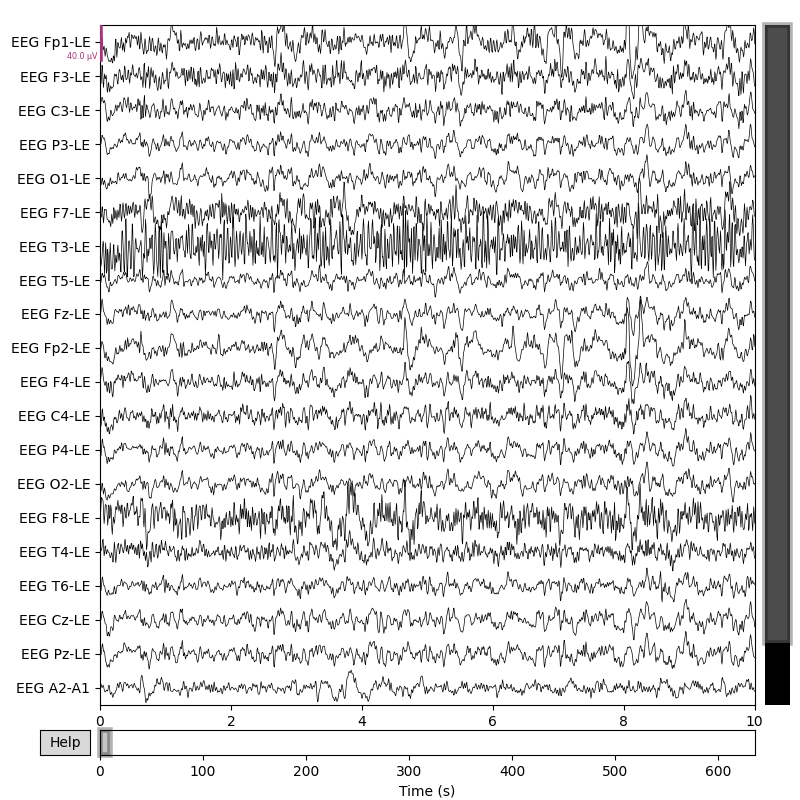 EEG Fp1-LE
40.0 µV
EEG F3-LE
EEG C3-LE
EEG P3-LE
EEG O1-LE
EEG F7-LE
EEG T3-LE
EEG T5-LE
EEG Fz-LE
EEG Fp2-LE
EEG F4-LE
EEG C4-LE
EEG P4-LE
EEG O2-LE
EEG F8-LE
EEG T4-LE
EEG T6-LE
EEG Cz-LE
EEG Pz-LE
EEG A2-A1
0 2 4 6 8 10
Help
0 100 200 300 400 500 600
Time (s)